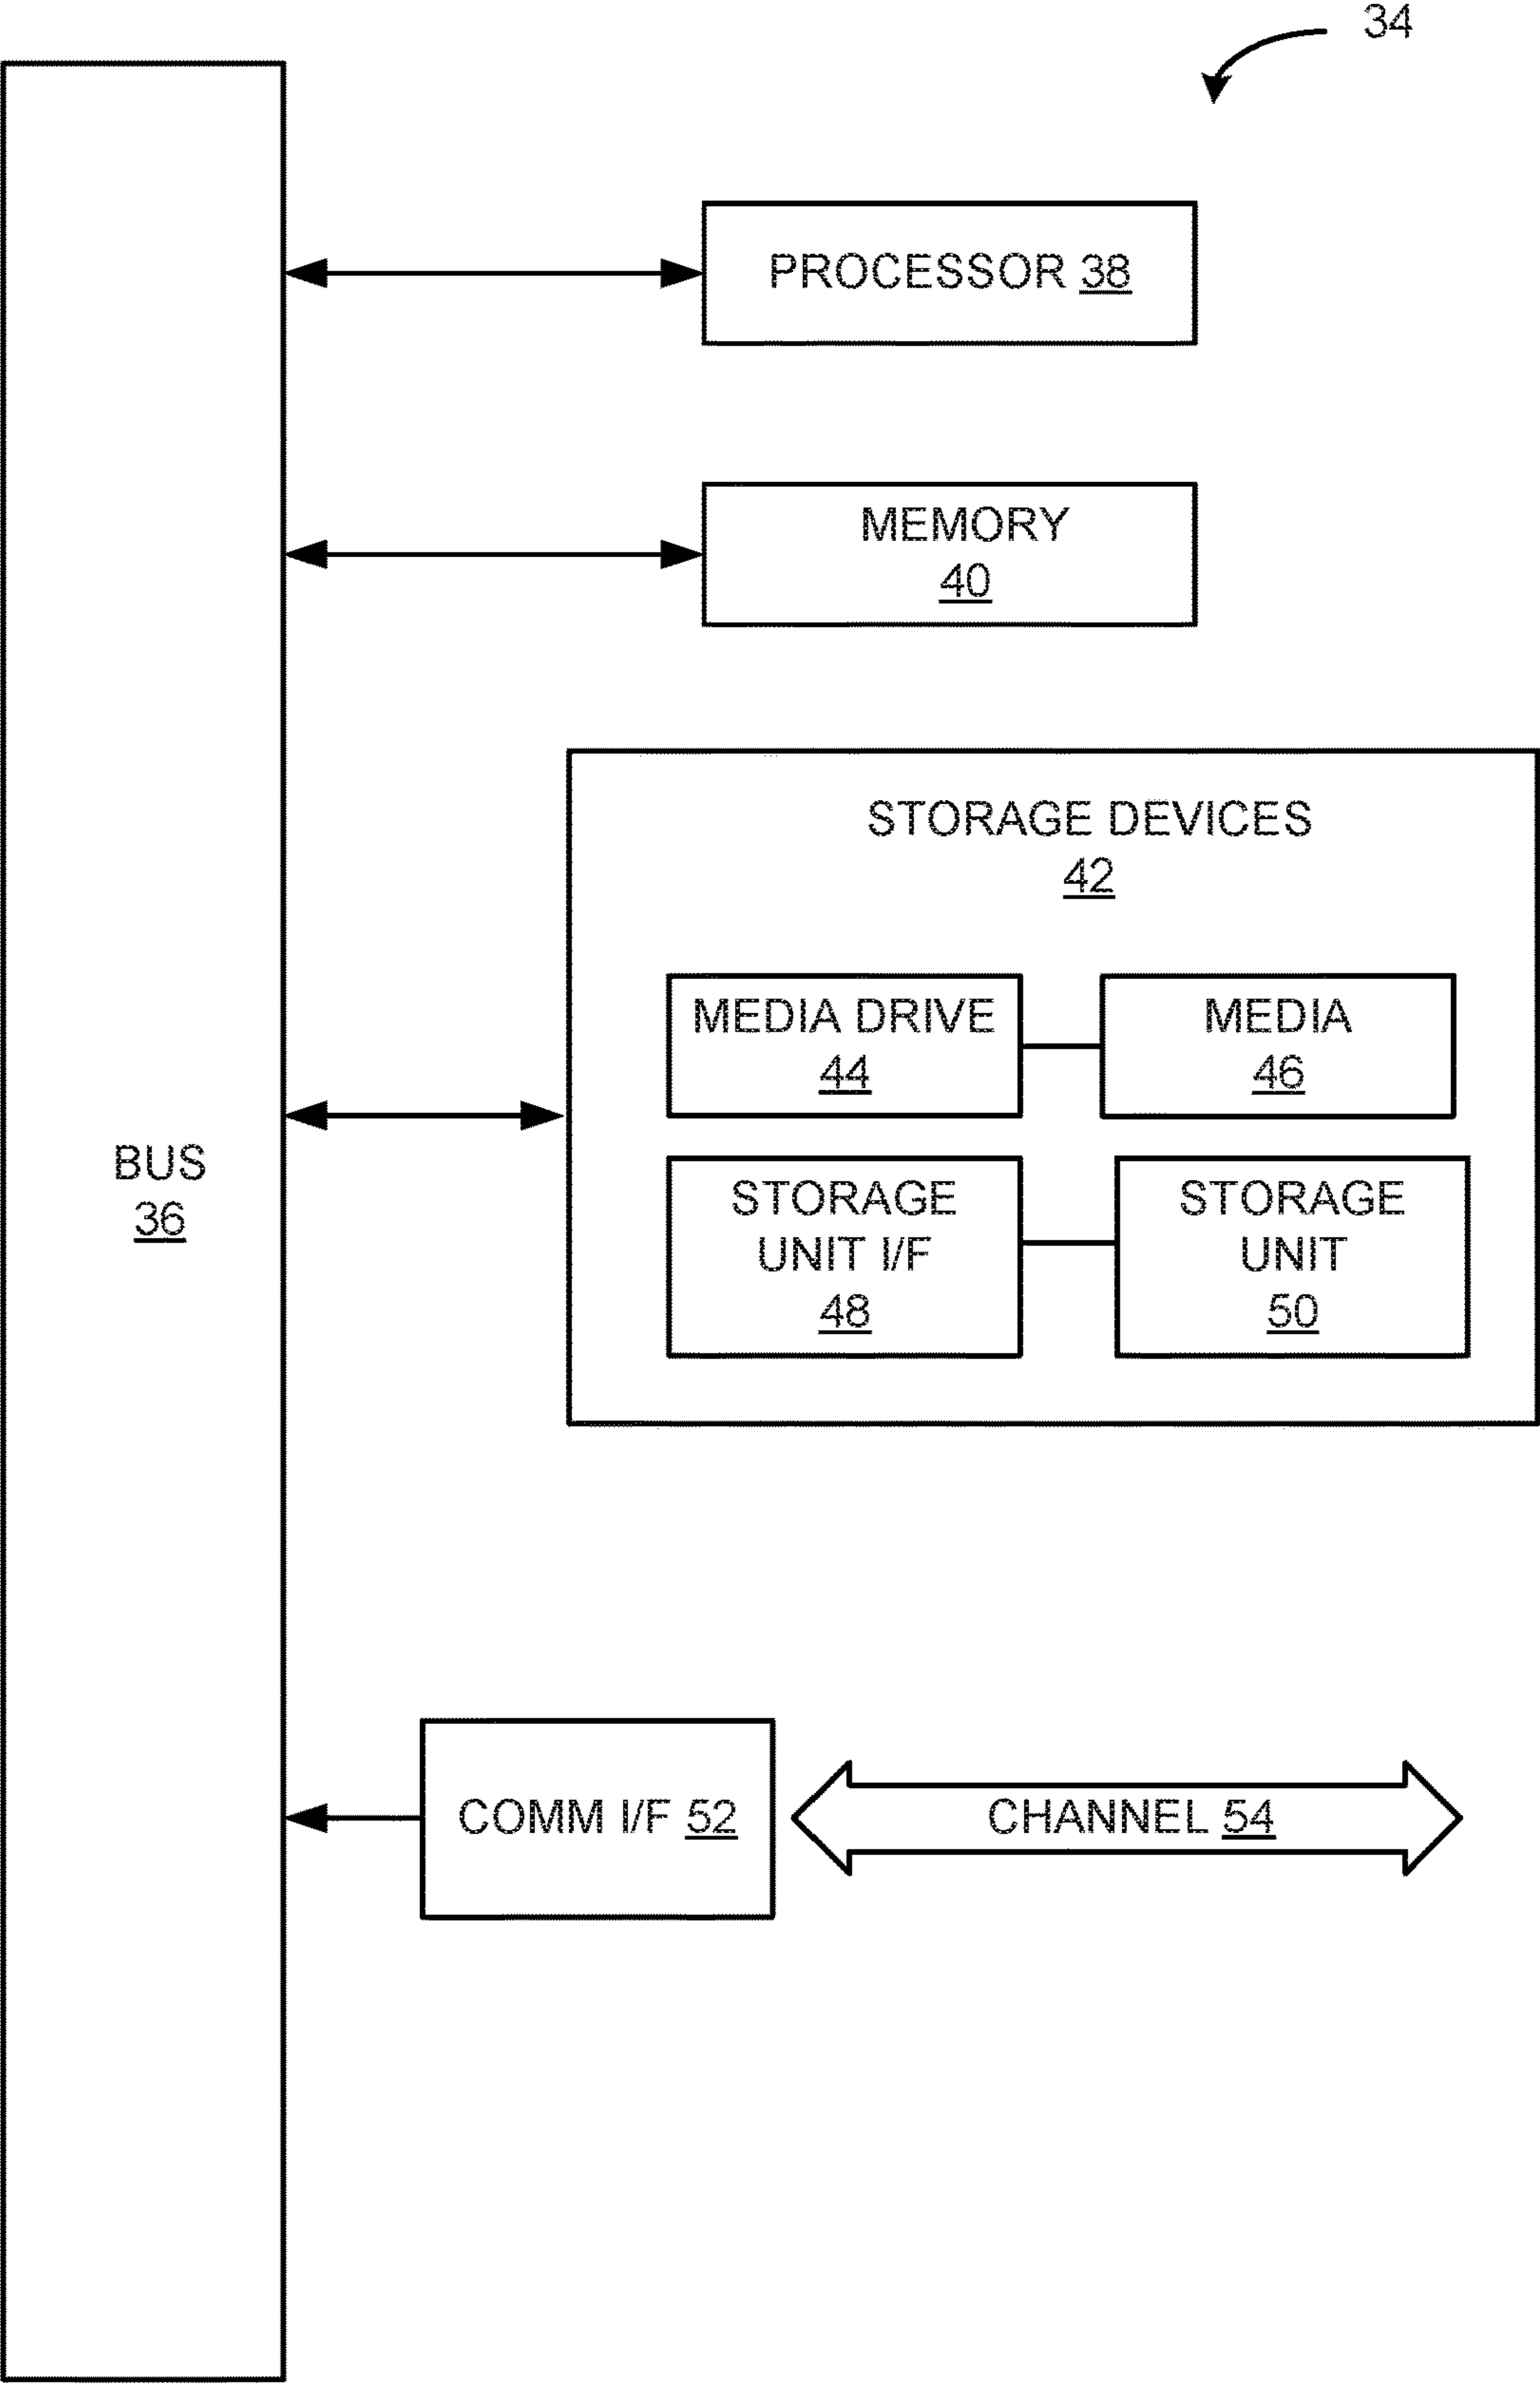 34
PROCESSOR 38
MEMORY
40
STORAGE DEVICES
42
MEDIA DRIVE
44
MEDIA
46
BUS
36
STORAGE
UNIT I/F
48
STORAGE
UNIT
50
COMM I/F 52
CHANNEL 54